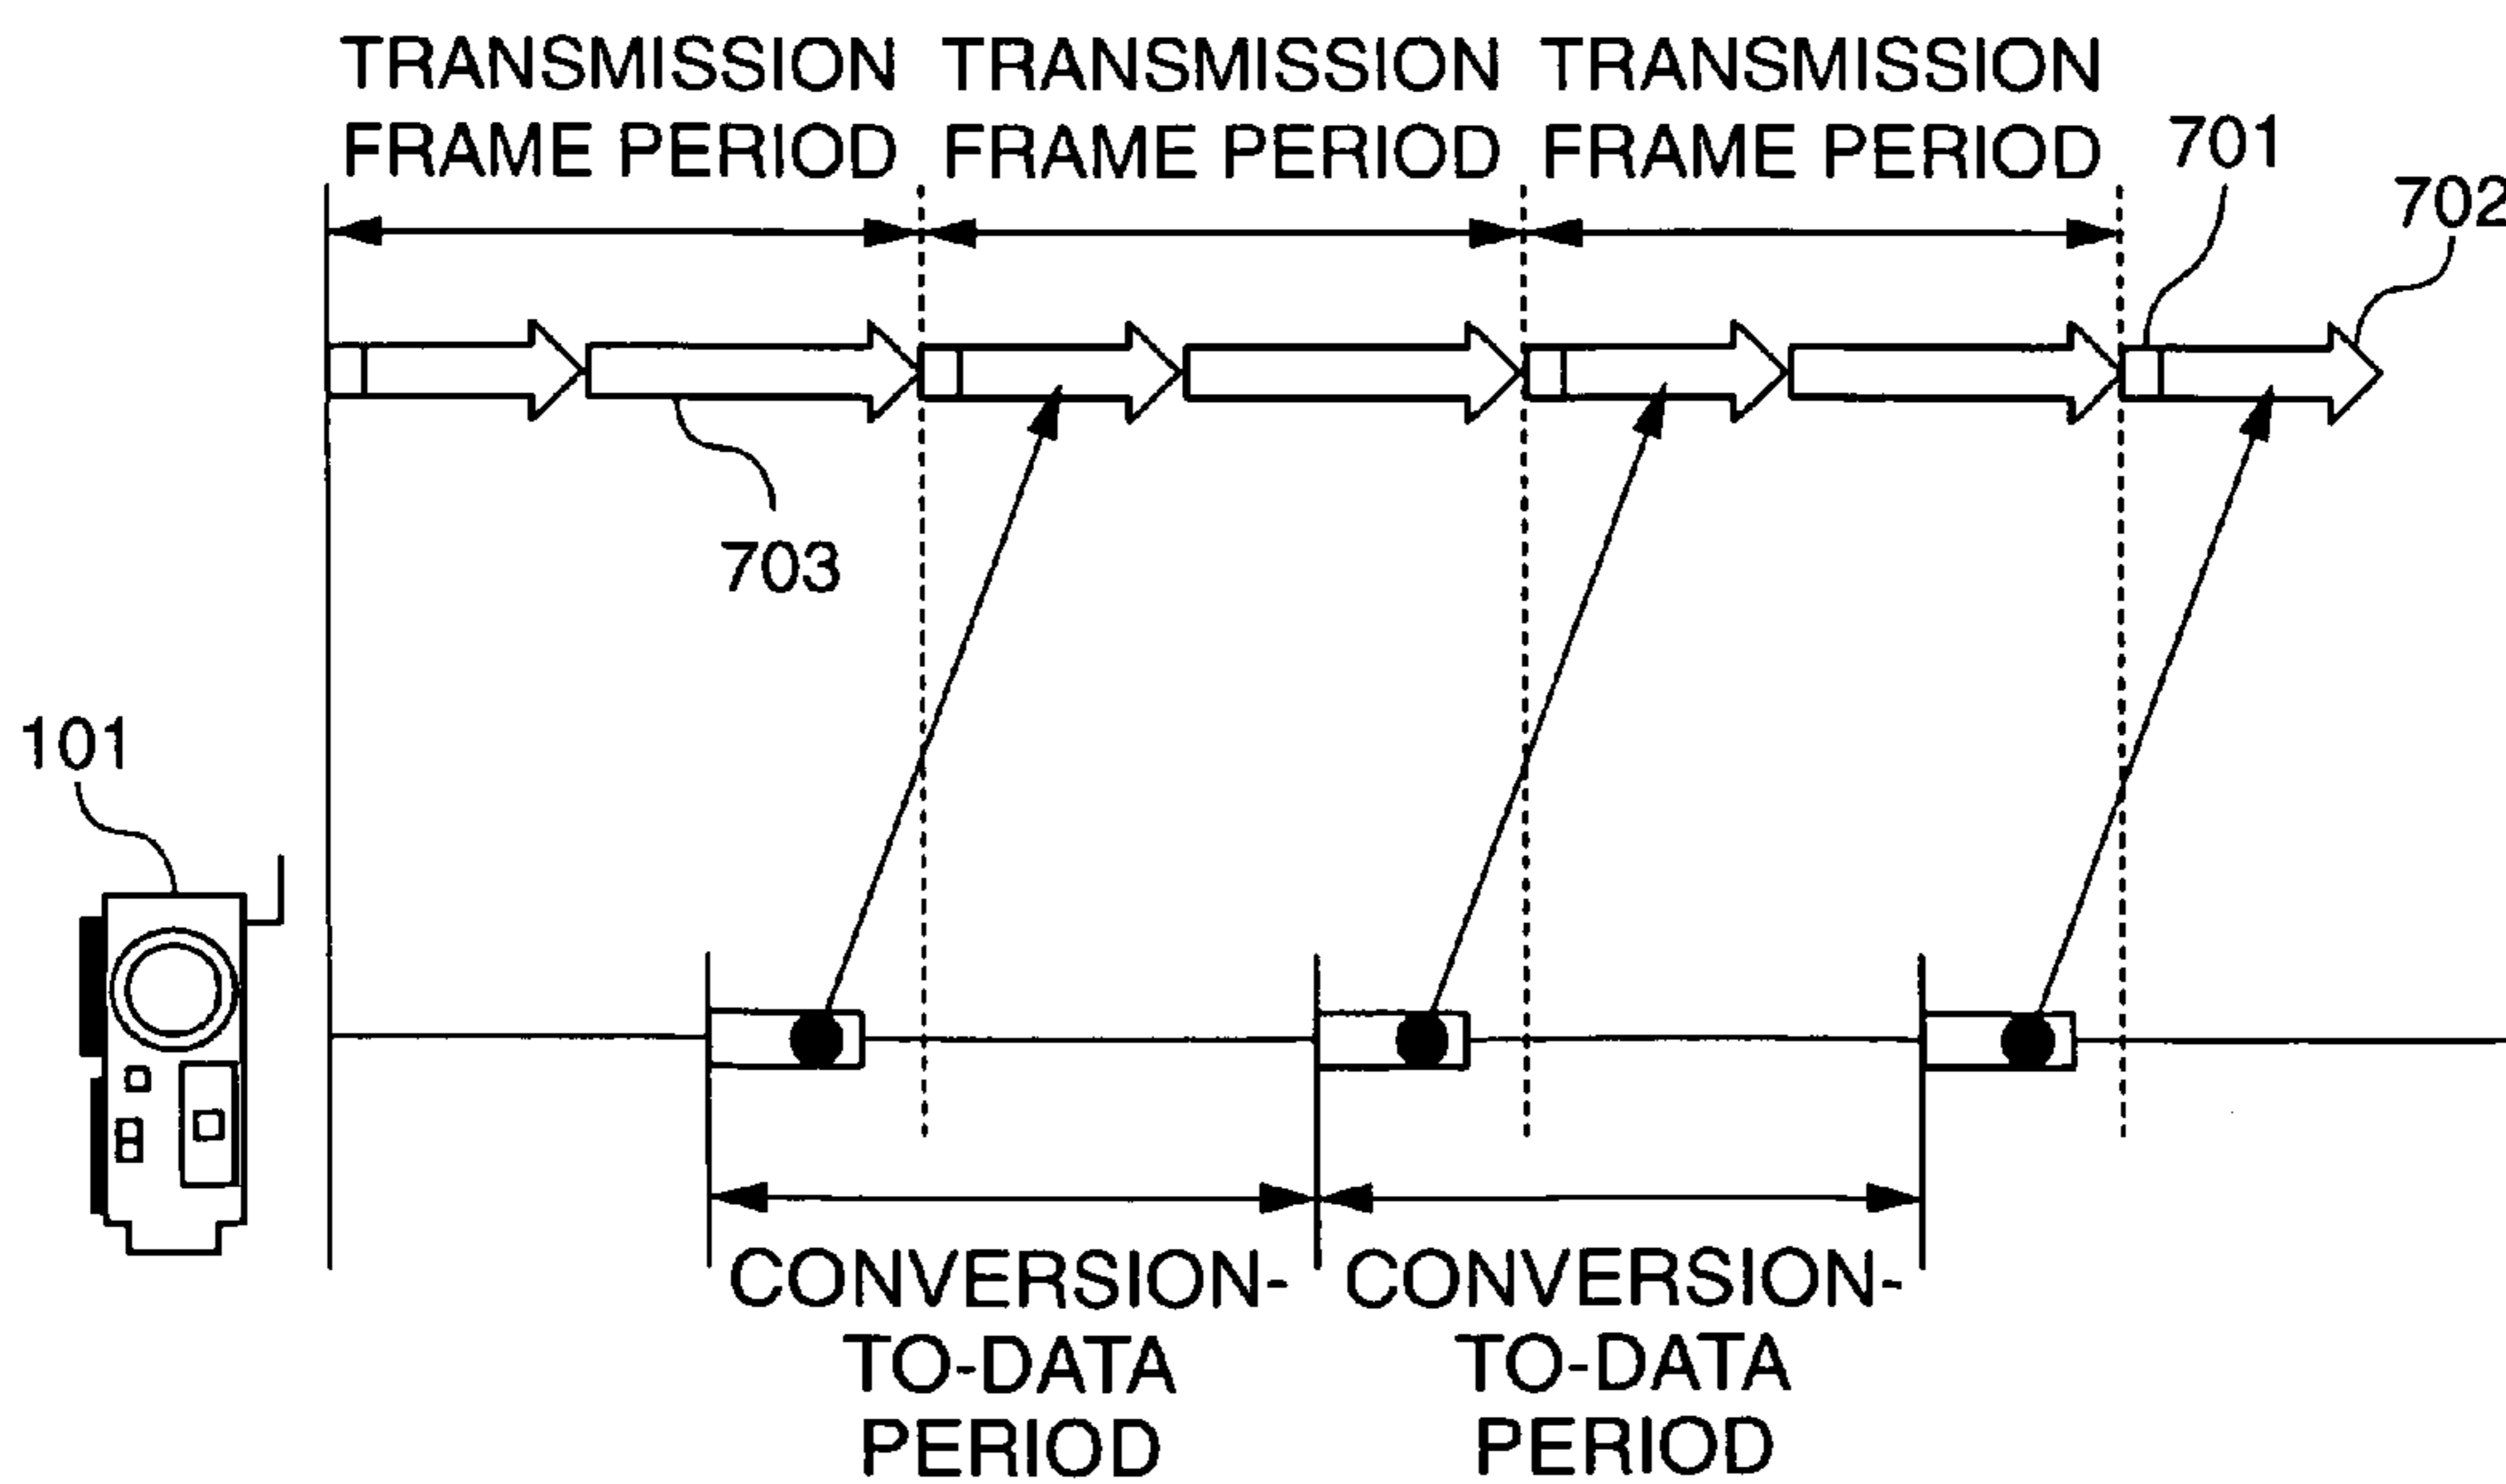 TRANSMISSION TRANSMISSION TRANSMISSION
FRAME PERIOD FRAME PERIOD FRAME PERIOD
701
702
703
101
CONVERSION- CONVERSION-
TO-DATA TO-DATA
PERIOD PERIOD